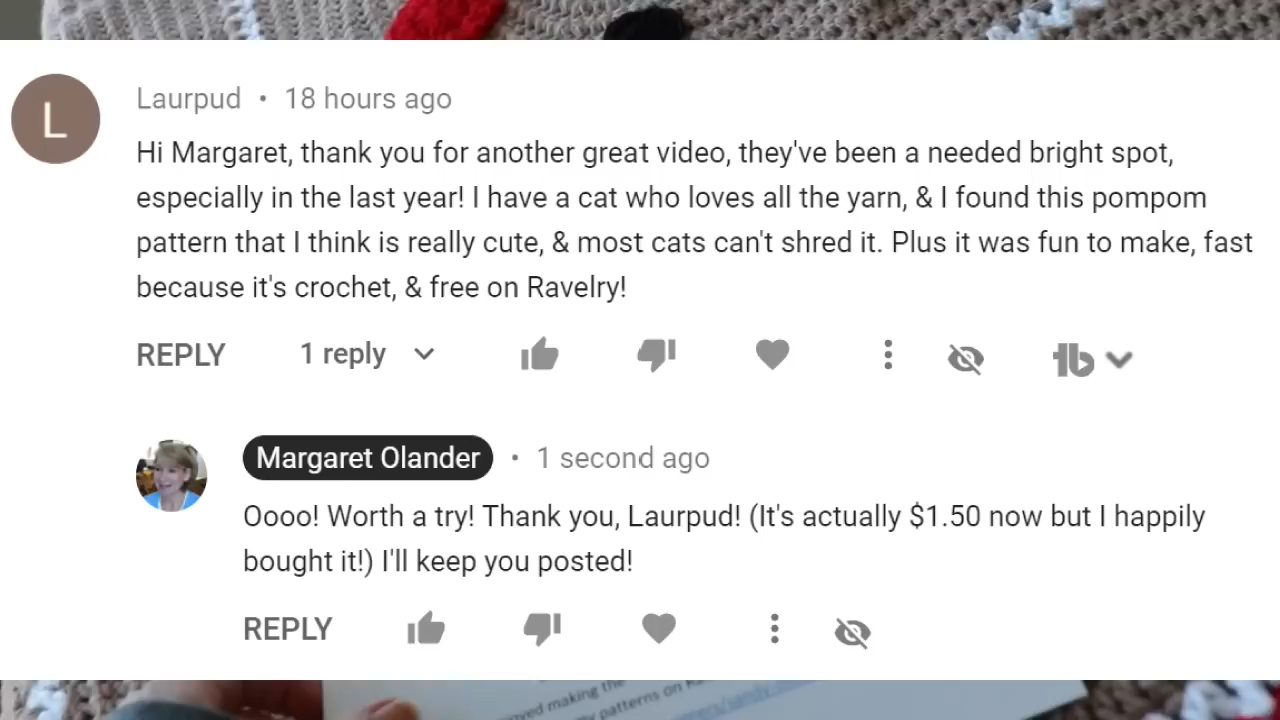 L
Laurpud • 18 hours ago
Hi Margaret, thank you for another great video, they've been a needed bright spot,
especially in the last year! I have a cat who loves all the yarn, & I found this pompom
pattern that I think is really cute, & most cats can't shred it. Plus it was fun to make, fast
because it's crochet, & free on Ravelry!
REPLY 1 reply
Margaret Olander • 1 second ago
Oooo! Worth a try! Thank you, Laurpud! (It's actually $1.50 now but I happily
bought it!) I'll keep you posted!
REPLY
making the
patterns on